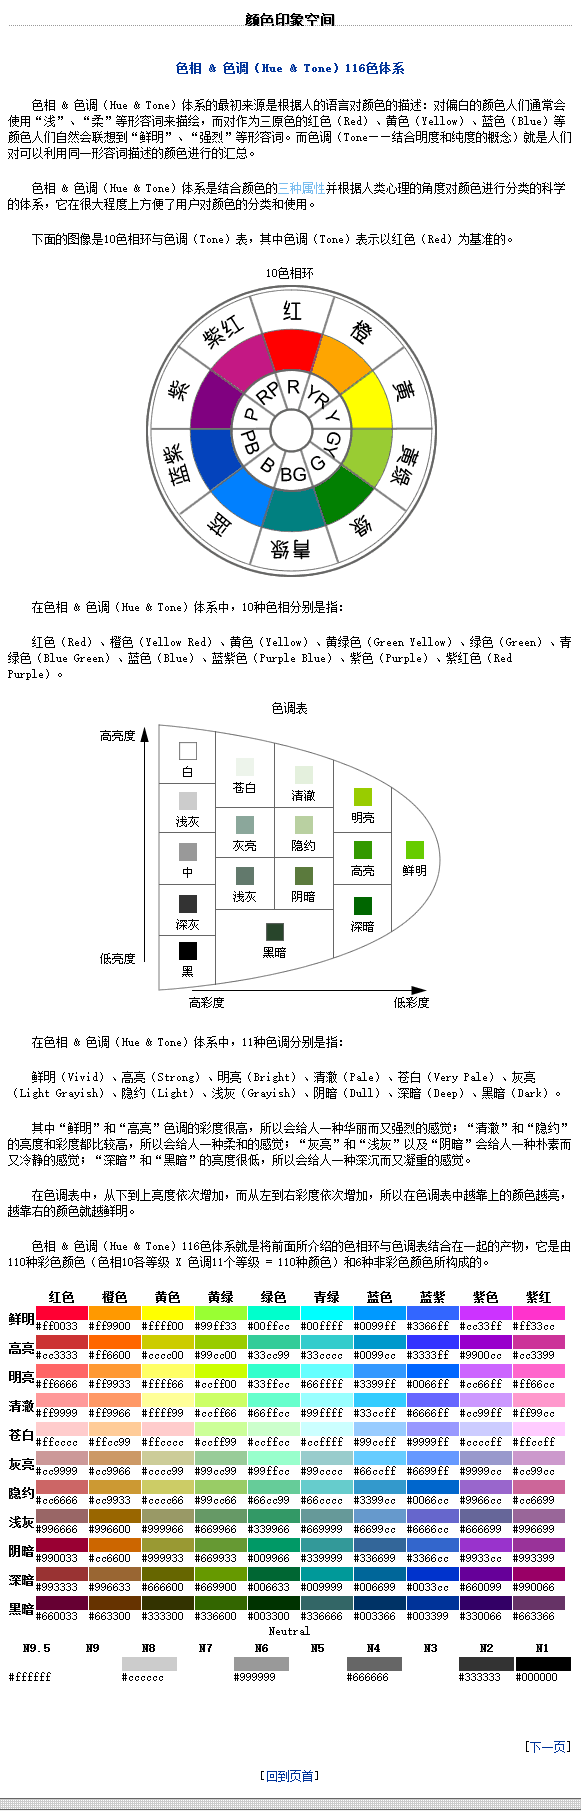 颜色印象空间
色相 & 色调（Hue & Tone）116色体系
色相 & 色调（Hue & Tone）体系的最初来源是根据人的语言对颜色的描述：对偏白的颜色人们通常会
使用“浅”、“柔”等形容词来描绘，而对作为三原色的红色（Red）、黄色（Yellow）、蓝色（Blue）等
颜色人们自然会联想到“鲜明”、“强烈”等形容词。而色调（Tone——结合明度和纯度的概念）就是人们
对可以利用同一形容词描述的颜色进行的汇总。
色相 & 色调（Hue & Tone）体系是结合颜色的三种属性并根据人类心理的角度对颜色进行分类的科学
的体系，它在很大程度上方便了用户对颜色的分类和使用。
下面的图像是10色相环与色调（Tone）表，其中色调（Tone）表示以红色（Red）为基准的。
10色相环
红
橙
黄
黄绿
绿
青绿
蓝
蓝紫
紫
紫红
R
YR
Y
GY
G
BG
B
PB
P
RP
在色相 & 色调（Hue & Tone）体系中，10种色相分别是指：
红色（Red）、橙色（Yellow Red）、黄色（Yellow）、黄绿色（Green Yellow）、绿色（Green）、青
绿色（Blue Green）、蓝色（Blue）、蓝紫色（Purple Blue）、紫色（Purple）、紫红色（Red
Purple）。
色调表
高亮度
白
苍白
清澈
明亮
浅灰
灰亮
隐约
中
高亮
鲜明
浅灰
阴暗
深灰
深暗
黑暗
低亮度
黑
高彩度
低彩度
在色相 & 色调（Hue & Tone）体系中，11种色调分别是指：
鲜明（Vivid）、高亮（Strong）、明亮（Bright）、清澈（Pale）、苍白（Very Pale）、灰亮
（Light Grayish）、隐约（Light）、浅灰（Grayish）、阴暗（Dull）、深暗（Deep）、黑暗（Dark）。
其中“鲜明”和“高亮”色调的彩度很高，所以会给人一种华丽而又强烈的感觉；“清澈”和“隐约”
的亮度和彩度都比较高，所以会给人一种柔和的感觉；“灰亮”和“浅灰”以及“阴暗”会给人一种朴素而
又冷静的感觉；“深暗”和“黑暗”的亮度很低，所以会给人一种深沉而又凝重的感觉。
在色调表中，从下到上亮度依次增加，而从左到右彩度依次增加，所以在色调表中越靠上的颜色越亮，
越靠右的颜色就越鲜明。
色相 & 色调（Hue & Tone）116色体系就是将前面所介绍的色相环与色调表结合在一起的产物，它是由
110种彩色颜色（色相10各等级 X 色调11个等级 = 110种颜色）和6种非彩色颜色所构成的。
红色 橙色 黄色 黄绿 绿色 青绿 蓝色 蓝紫 紫色 紫红
鲜明 #ff0033 #ff9900 #ffff00 #99ff33 #00ffcc #00ffff #0099ff #3366ff #cc33ff #ff33cc
高亮 #cc3333 #ff6600 #cccc00 #99cc00 #33cc99 #33cccc #0099cc #3333ff #9900cc #cc3399
明亮 #ff6666 #ff9933 #ffff66 #ccff00 #33ffcc #66ffff #3399ff #0066ff #cc66ff #ff66cc
清澈 #ff9999 #ff9966 #ffff99 #ccff66 #66ffcc #99ffff #33ccff #6666ff #cc99ff #ff99cc
苍白 #ffcccc #ffcc99 #ffcccc #ccff99 #ccffcc #ccffff #99ccff #9999ff #ccccff #ffccff
灰亮 #cc9999 #cc9966 #cccc99 #99cc99 #99ffcc #99cccc #66ccff #6699ff #9999cc #cc99cc
隐约 #cc6666 #cc9933 #cccc66 #99cc66 #66cc99 #66cccc #3399cc #0066cc #9966cc #cc6699
浅灰 #996666 #996600 #999966 #669966 #339966 #669999 #6699cc #6666cc #666699 #996699
阴暗 #990033 #cc6600 #999933 #669933 #009966 #339999 #336699 #3366cc #9933cc #993399
深暗 #993333 #996633 #666600 #669900 #006633 #009999 #006699 #0033cc #660099 #990066
黑暗 #660033 #663300 #333300 #336600 #003300 #336666 #003366 #003399 #330066 #663366
Neutral
N9.5 N9 N8 N7 N6 N5 N4 N3 N2 N1
#ffffff #cccccc #999999 #666666 #333333 #000000
[下一页]
[回到页首]